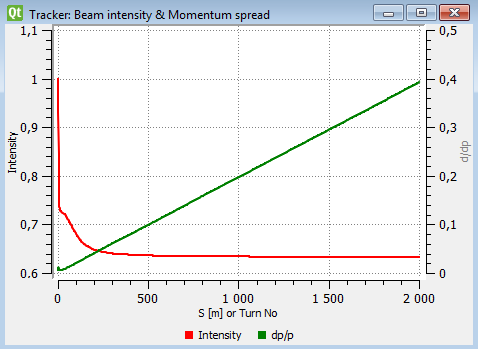 Qt Tracker: Beam intensity & Momentum spread
1,1
1
0,9
0,8
0,7
0,6
Intensity
0,5
0,4
0,3
0,2
0,1
0
dp/p
0
500
1 000
1 500
2 000
S [m] or Turn No
Intensity
dp/p